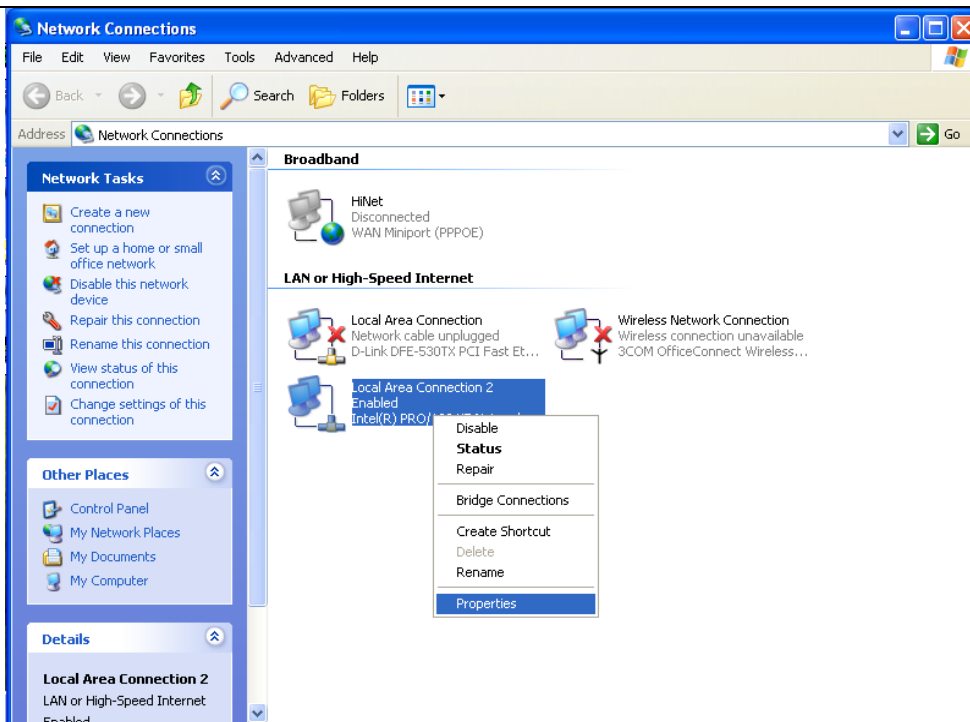 Network Connections
File Edit View Favorites Tools Advanced Help
Back Search Folders
Address Network Connections Go
Network Tasks
Create a new
connection
Set up a home or small
office network
Disable this network
device
Repair this connection
Rename this connection
View status of this
connection
Change settings of this
connection
Other Places
Control Panel
My Network Places
My Documents
My Computer
Details
Local Area Connection 2
LAN or High-Speed Internet
Enabled
Broadband
HiNet
Disconnected
WAN Miniport (PPPOE)
LAN or High-Speed Internet
Local Area Connection
Network cable unplugged
D-Link DFE-530TX PCI Fast Et...
Wireless Network Connection
Wireless connection unavailable
3COM OfficeConnect Wireless...
Local Area Connection 2
Enabled
Intel(R)
Disable
Status
Repair
Bridge Connections
Create Shortcut
Delete
Rename
Properties